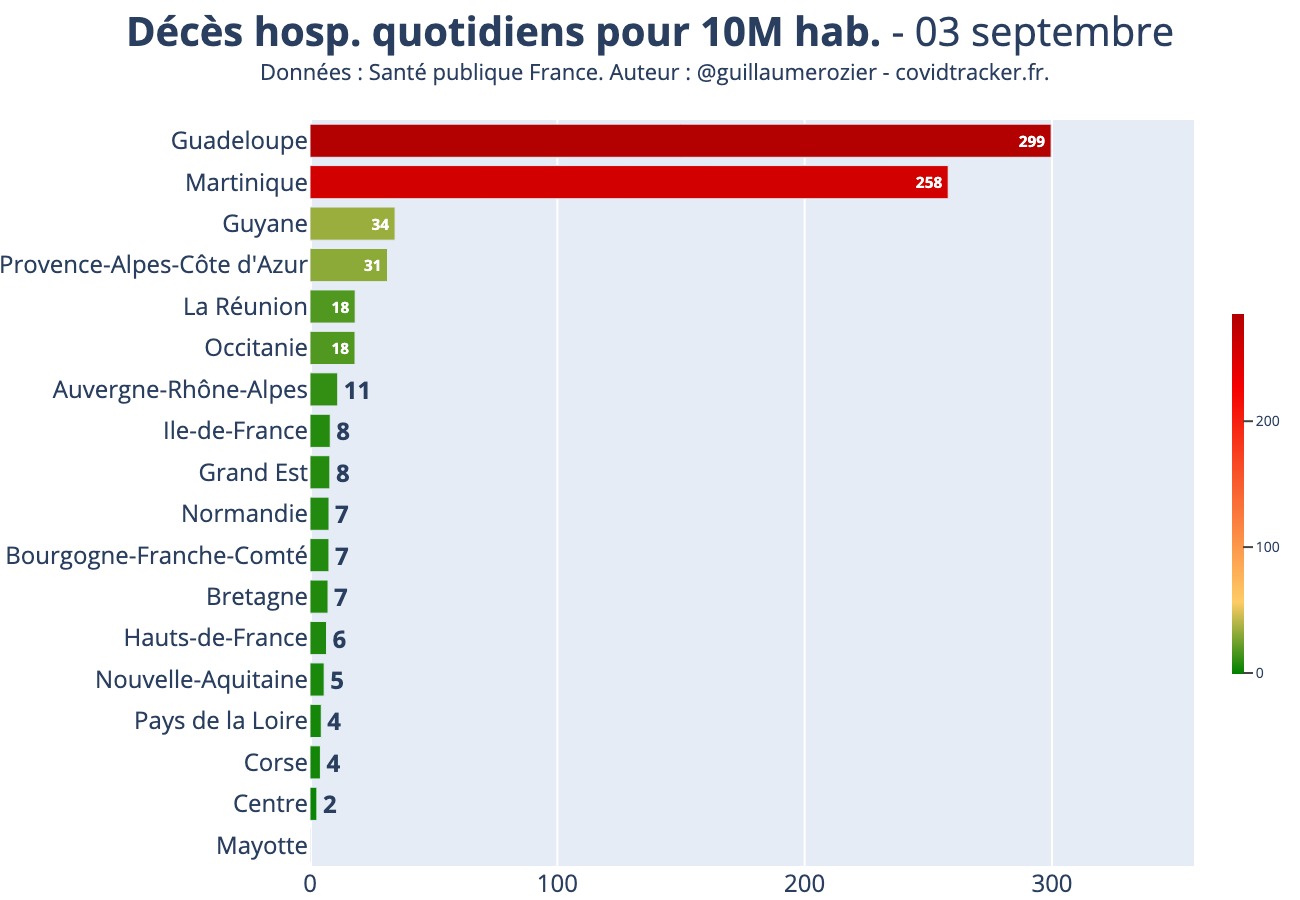 Décès hosp. quotidiens pour 10M hab. - 03 septembre
Données : Santé publique France. Auteur : @guillaumerozier - covidtracker.fr.
Guadeloupe 299
Martinique 258
Guyane 34
Provence-Alpes-Côte d'Azur 31
La Réunion 18
Occitanie 18
Auvergne-Rhône-Alpes 11
Ile-de-France 8
Grand Est 8
Normandie 7
Bourgogne-Franche-Comté 7
Bretagne 7
Hauts-de-France 6
Nouvelle-Aquitaine 5
Pays de la Loire 4
Corse 4
Centre 2
Mayotte
0 100 200 300
200
100
0